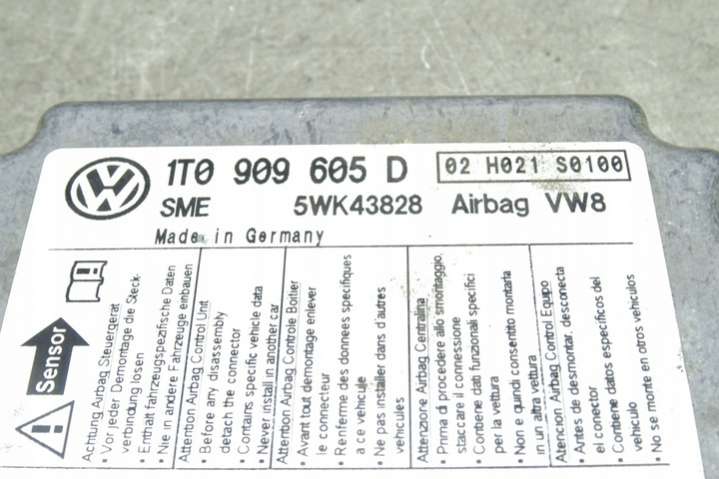 1T0 909 605 D
02 H021 S0100
SME
5WK43828
Airbag VW8
Made in Germany
Sensor
Achtung Airbag Steuergerät
• Vor jeder Demontage die Steck-
verbindung lösen
• Enthält fahrzeugspezifische Daten
• Nie in andere Fahrzeuge einbauen
Attention Airbag Control Unit
• Before any disassembly
detach the connector
• Contains specific vehicle data
• Never install in another car
Attention Airbag Controle Boitier
• Avant tout demontage enlever
le connecteur
• Renferme des donnees specifiques
a ce vehicule
• Ne pas installer dans d'autres
vehicules
Attenzione Airbag Centralina
• Prima di procedere allo smontaggio,
staccare il connessione
• Contiene dati funzionali specifici
per la vettura
• Non e quindi consentito montarla
in un altra vettura
Atencion Airbag Control Equipo
• Antes de desmontar, desconecta
el conector
• Contiene datos específicos del
vehiculo
• No se monte en otros vehiculos